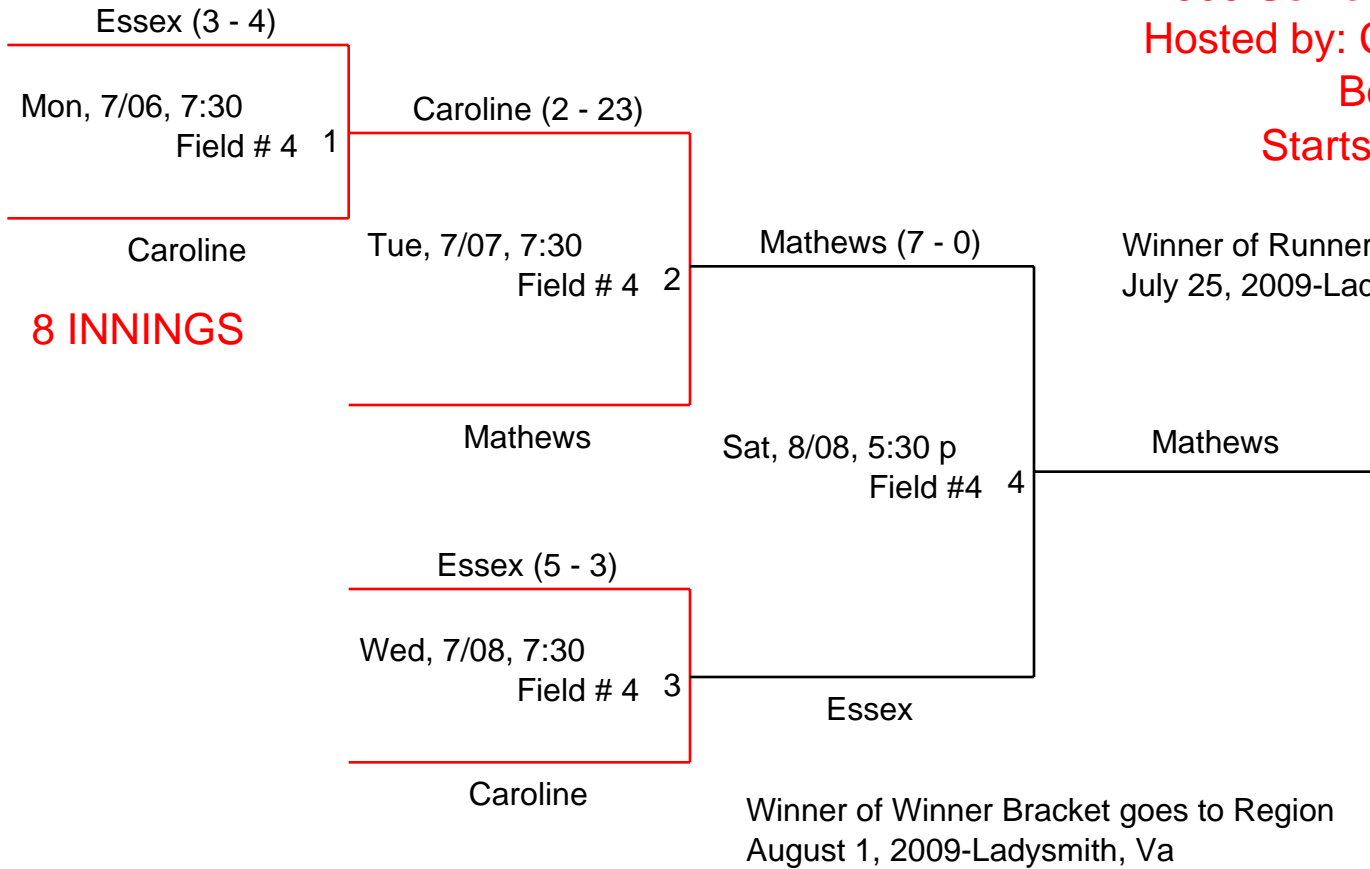 Essex (3 - 4)
Hosted by:
Mon, 7/06, 7:30
Field # 4 1
Caroline (2 - 23)
Starts
Caroline
Tue, 7/07, 7:30
Field # 4 2
Mathews (7 - 0)
Winner of Runner
July 25, 2009-Lad
8 INNINGS
Mathews
Sat, 8/08, 5:30 p
Field #4 4
Mathews
Essex (5 - 3)
Wed, 7/08, 7:30
Field # 4 3
Essex
Caroline
Winner of Winner Bracket goes to Region
August 1, 2009-Ladysmith, Va